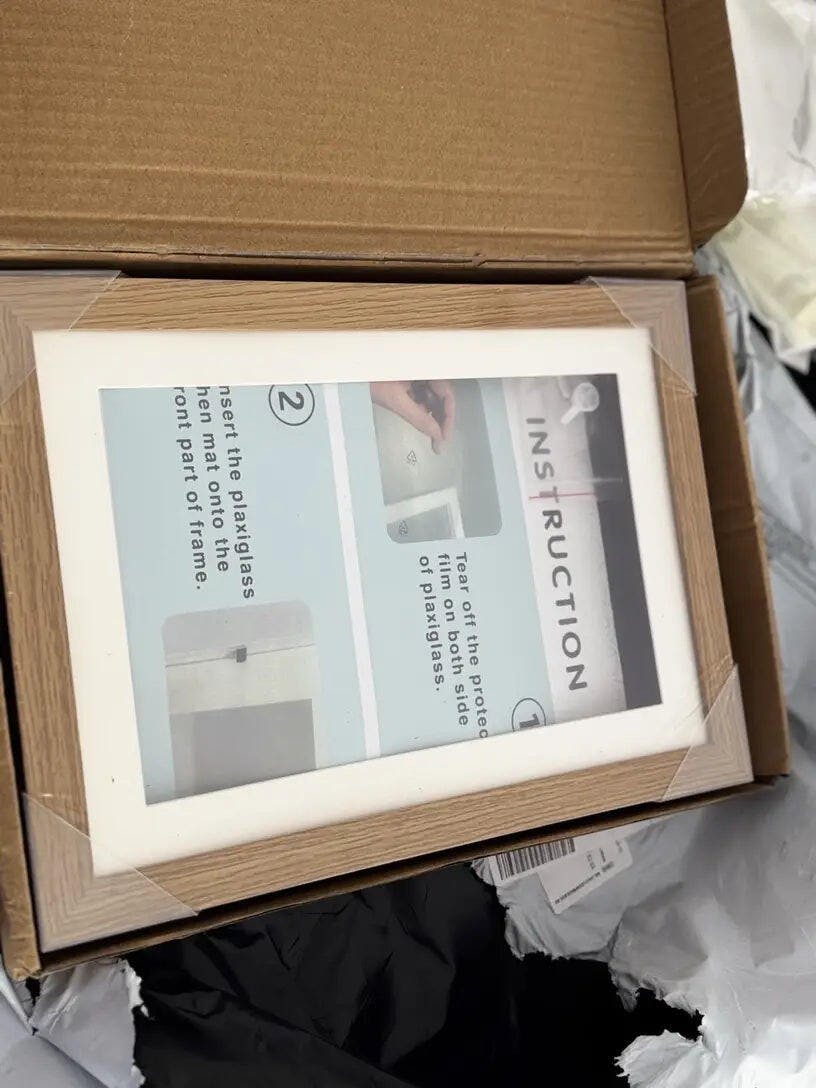 INSTRUCTION
1
Tear off the protec
film on both side
of plaxiglass.
2
nsert the plaxiglass
hen mat onto the
ront part of frame.